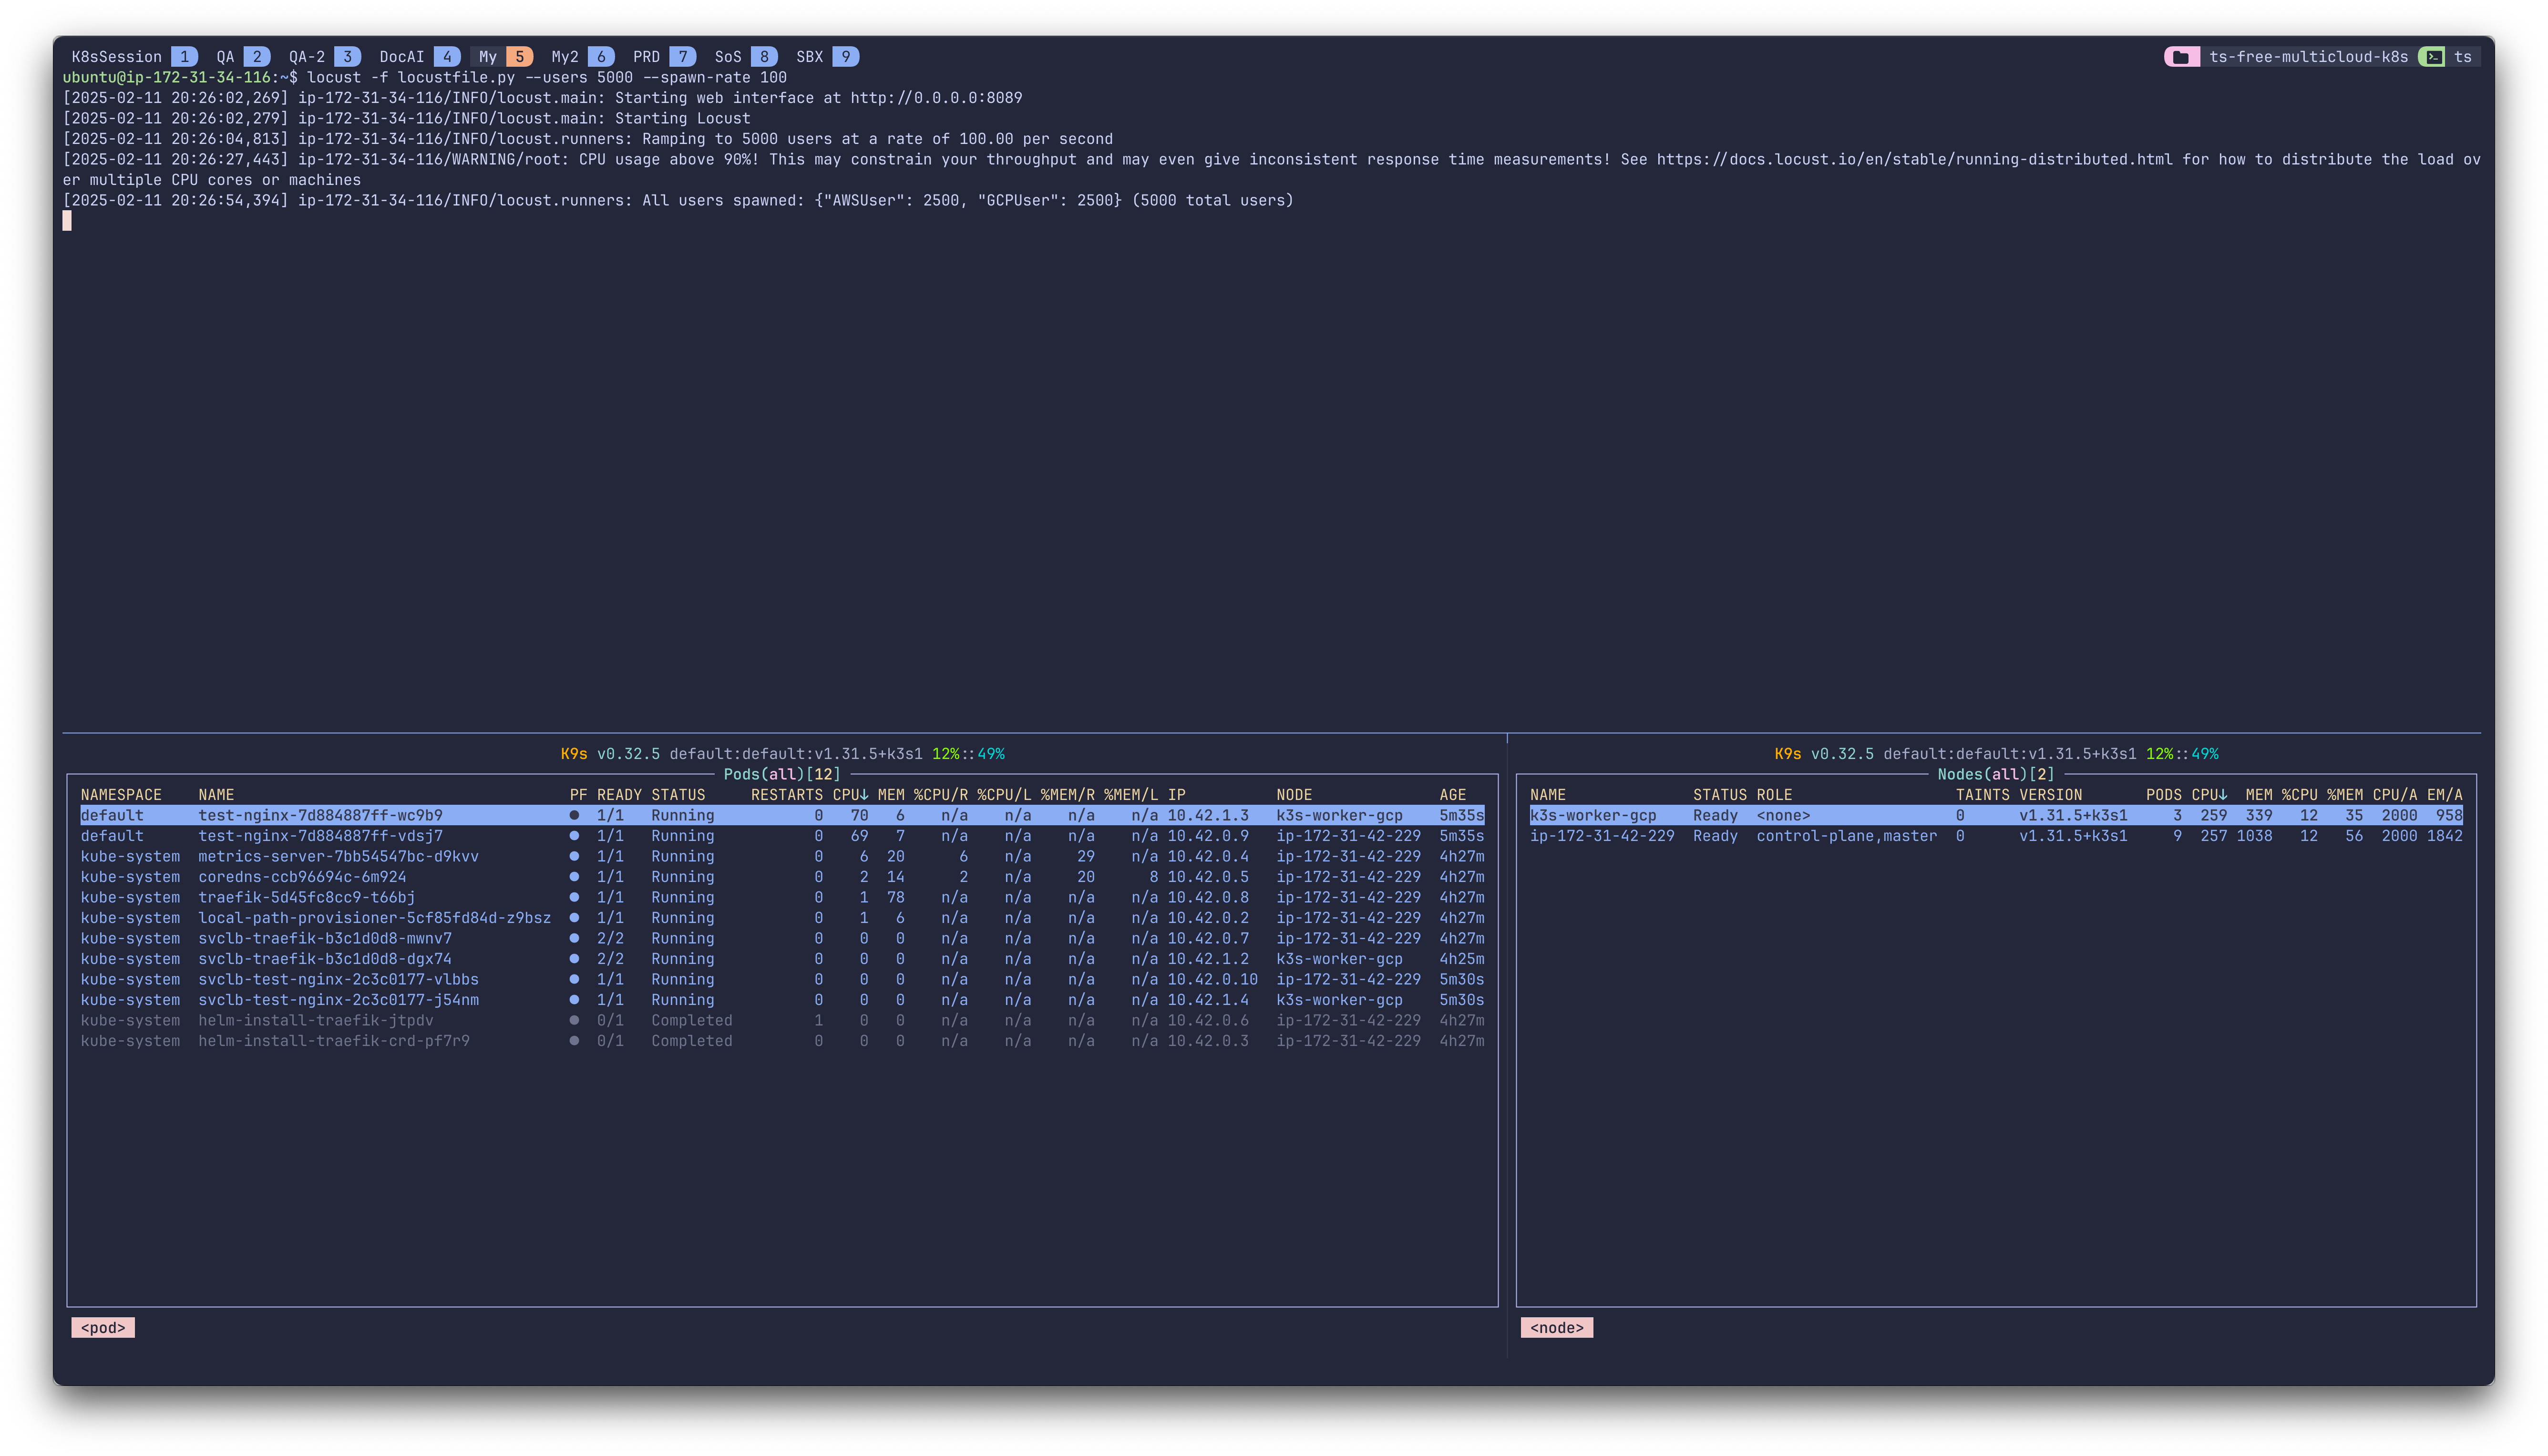 K8sSession 1 QA 2 QA-2 3 DocAI 4 My 5 My2 6 PRD 7 SoS 8 SBX 9 ts-free-multicloud-k8s ts
ubuntu@ip-172-31-34-116:~$ locust -f locustfile.py --users 5000 --spawn-rate 100
[2025-02-11 20:26:02,269] ip-172-31-34-116/INFO/locust.main: Starting web interface at http://0.0.0.0:8089
[2025-02-11 20:26:02,279] ip-172-31-34-116/INFO/locust.main: Starting Locust
[2025-02-11 20:26:04,813] ip-172-31-34-116/INFO/locust.runners: Ramping to 5000 users at a rate of 100.00 per second
[2025-02-11 20:26:27,443] ip-172-31-34-116/WARNING/root: CPU usage above 90%! This may constrain your throughput and may even give inconsistent response time measurements! See https://docs.locust.io/en/stable/running-distributed.html for how to distribute the load ov
er multiple CPU cores or machines
[2025-02-11 20:26:54,394] ip-172-31-34-116/INFO/locust.runners: All users spawned: {"AWSUser": 2500, "GCPUser": 2500} (5000 total users)
K9s v0.32.5 default:default:v1.31.5+k3s1 12%::49%
Pods(all)[12]
NAMESPACE NAME PF READY STATUS RESTARTS CPU↓ MEM %CPU/R %CPU/L %MEM/R %MEM/L IP NODE AGE
default test-nginx-7d884887ff-wc9b9 ● 1/1 Running 0 70 6 n/a n/a n/a n/a 10.42.1.3 k3s-worker-gcp 5m35s
default test-nginx-7d884887ff-vdsj7 ● 1/1 Running 0 69 7 n/a n/a n/a n/a 10.42.0.9 ip-172-31-42-229 5m35s
kube-system metrics-server-7bb54547bc-d9kvv ● 1/1 Running 0 6 20 6 n/a 29 n/a 10.42.0.4 ip-172-31-42-229 4h27m
kube-system coredns-ccb96694c-6m924 ● 1/1 Running 0 2 14 2 n/a 20 8 10.42.0.5 ip-172-31-42-229 4h27m
kube-system traefik-5d45fc8cc9-t66bj ● 1/1 Running 0 1 78 n/a n/a n/a n/a 10.42.0.8 ip-172-31-42-229 4h27m
kube-system local-path-provisioner-5cf85fd84d-z9bsz ● 1/1 Running 0 1 6 n/a n/a n/a n/a 10.42.0.2 ip-172-31-42-229 4h27m
kube-system svclb-traefik-b3c1d0d8-mwnv7 ● 2/2 Running 0 0 0 n/a n/a n/a n/a 10.42.0.7 ip-172-31-42-229 4h27m
kube-system svclb-traefik-b3c1d0d8-dgx74 ● 2/2 Running 0 0 0 n/a n/a n/a n/a 10.42.1.2 k3s-worker-gcp 4h25m
kube-system svclb-test-nginx-2c3c0177-vlbbs ● 1/1 Running 0 0 0 n/a n/a n/a n/a 10.42.0.10 ip-172-31-42-229 5m30s
kube-system svclb-test-nginx-2c3c0177-j54nm ● 1/1 Running 0 0 0 n/a n/a n/a n/a 10.42.1.4 k3s-worker-gcp 5m30s
kube-system helm-install-traefik-jtpdv ● 0/1 Completed 1 0 0 n/a n/a n/a n/a 10.42.0.6 ip-172-31-42-229 4h27m
kube-system helm-install-traefik-crd-pf7r9 ● 0/1 Completed 0 0 0 n/a n/a n/a n/a 10.42.0.3 ip-172-31-42-229 4h27m
<pod>
K9s v0.32.5 default:default:v1.31.5+k3s1 12%::49%
Nodes(all)[2]
NAME STATUS ROLE TAINTS VERSION PODS CPU↓ MEM %CPU %MEM CPU/A EM/A
k3s-worker-gcp Ready <none> 0 v1.31.5+k3s1 3 259 339 12 35 2000 958
ip-172-31-42-229 Ready control-plane,master 0 v1.31.5+k3s1 9 257 1038 12 56 2000 1842
<node>